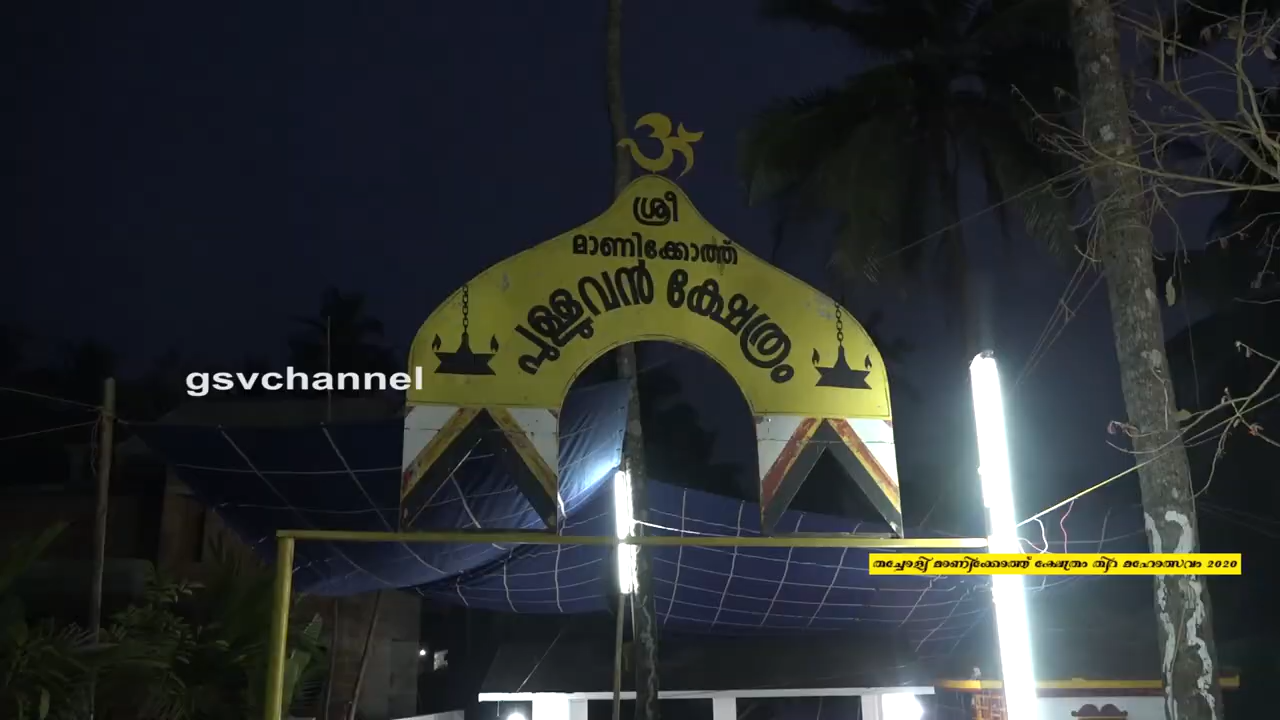 ശ്രീ
മാണിക്കോത്ത്
പുള്ളുവൻ ക്ഷേത്രം
gsvchannel
തച്ചോളി മാണിക്കോത്ത് ക്ഷേത്രം തിറ മഹോത്സവം 2020